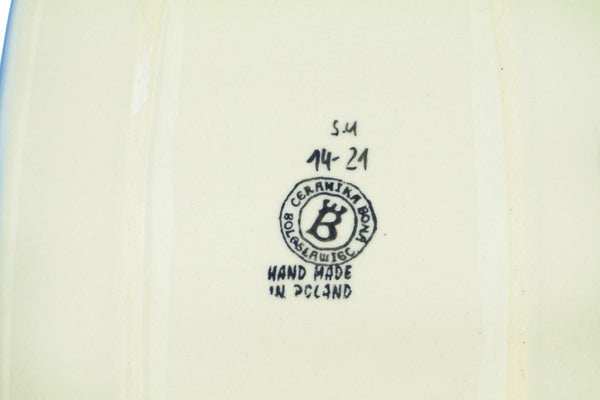 S.M
14-21
CERAMIKA BONA
BOLESŁAWIEC
B
HAND MADE
IN POLAND